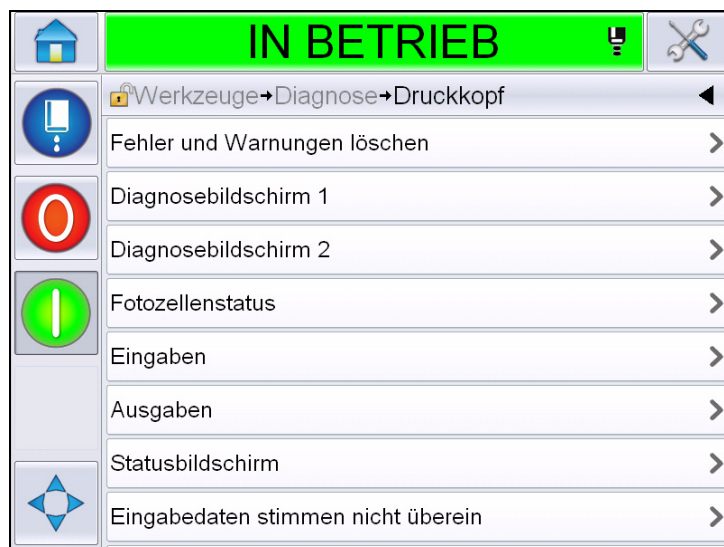 IN BETRIEB
Werkzeuge→Diagnose→Druckkopf
Fehler und Warnungen löschen
Diagnosebildschirm 1
Diagnosebildschirm 2
Fotozellenstatus
Eingaben
Ausgaben
Statusbildschirm
Eingabedaten stimmen nicht überein